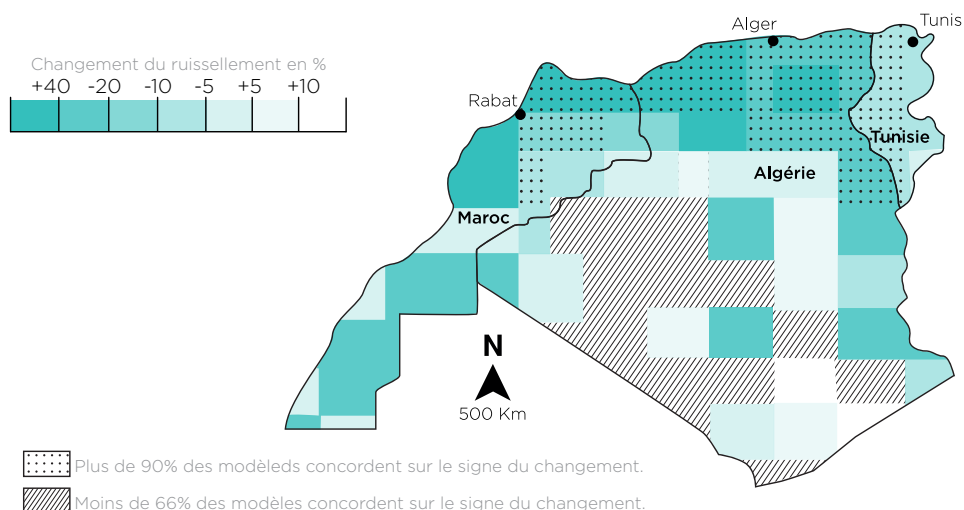 Alger
Tunis
Changement du ruissellement en %
+40 -20 -10 -5 +5 +10
Rabat
Tunisie
Algérie
Maroc
N
500 Km
Plus de 90% des modèleds concordent sur le signe du changement.
Moins de 66% des modèles concordent sur le signe du changement.